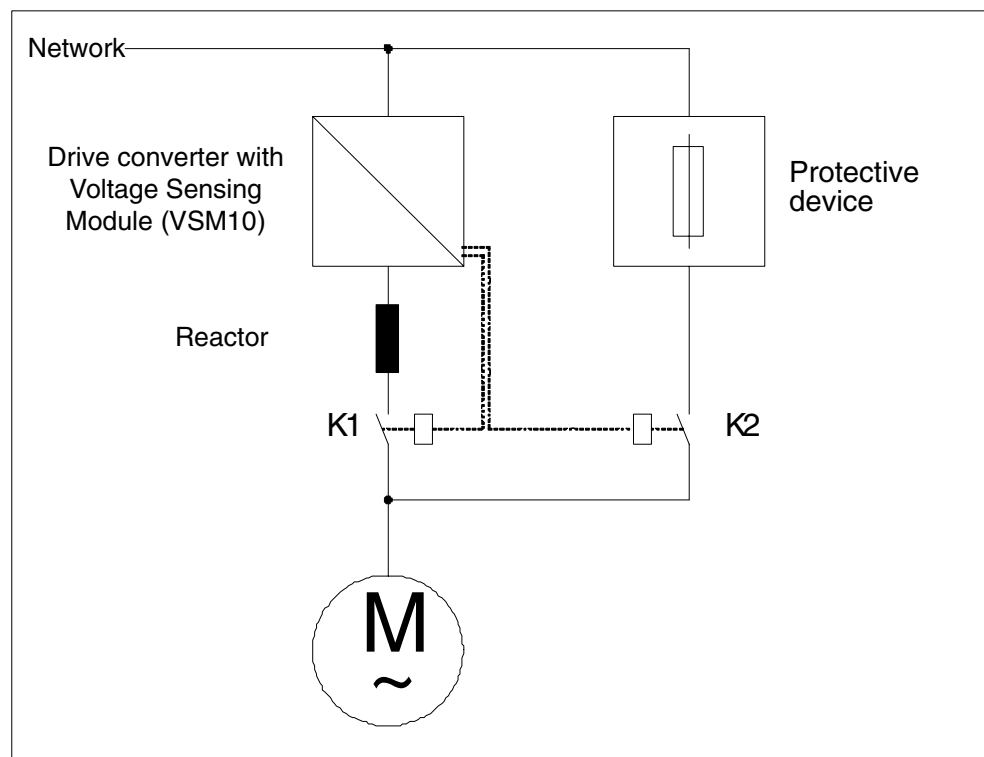 Network
Drive converter with
Voltage Sensing
Module (VSM10)
Protective
device
Reactor
K1
K2
M
~